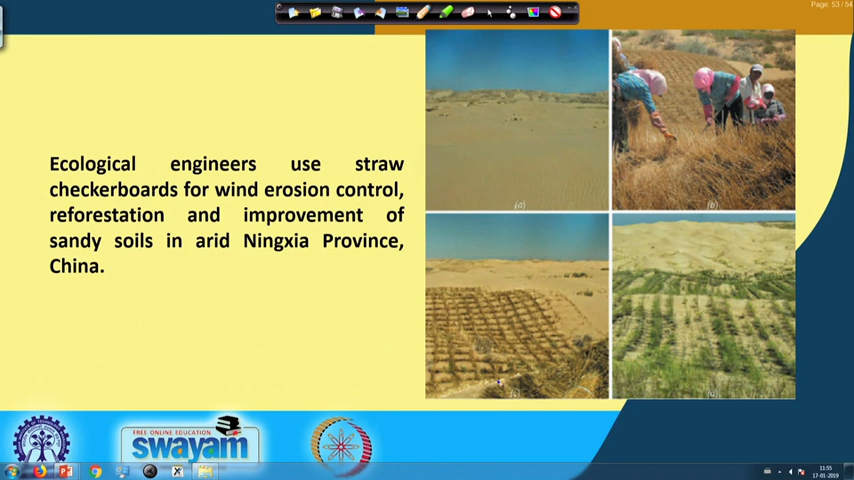 Page: 53 / 54
Ecological engineers use straw
checkerboards for wind erosion control,
reforestation and improvement of
sandy soils in arid Ningxia Province,
China.
(a)
(b)
(d)
FREE ONLINE EDUCATION
swayam
11:55
17-01-2019